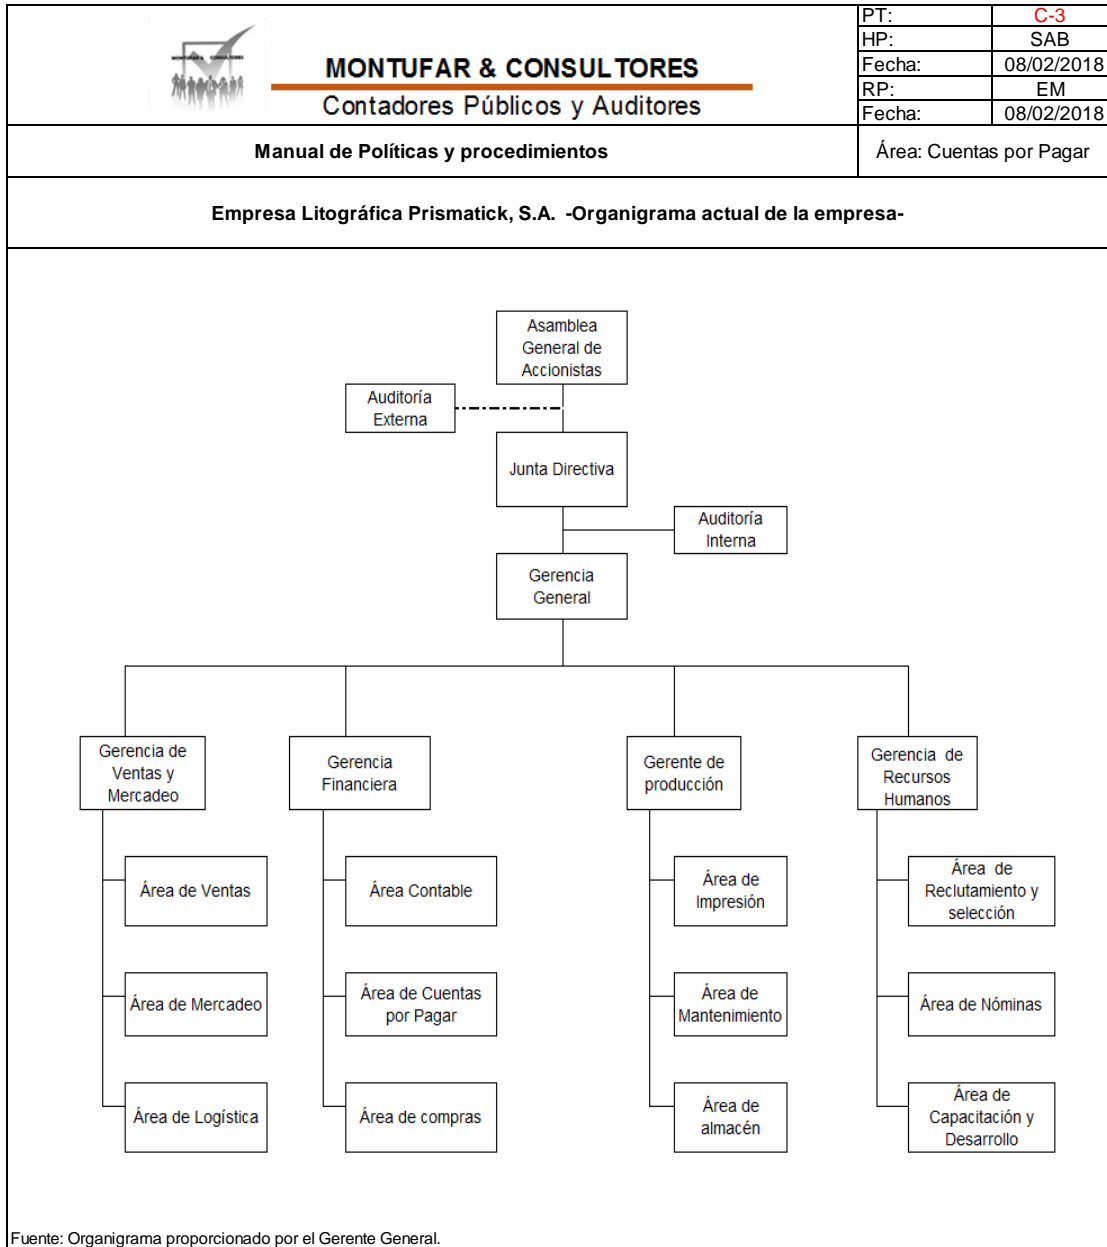 PT: C-3
HP: SAB
Fecha: 08/02/2018
RP: EM
Fecha: 08/02/2018
MONTUFAR & CONSULTORES
MONTUFAR & CONSULTORES
Contadores Públicos y Auditores
Manual de Políticas y procedimientos
Área: Cuentas por Pagar
Empresa Litográfica Prismatick, S.A. -Organigrama actual de la empresa-
Asamblea
General de
Accionistas
Auditoría
Externa
Junta Directiva
Auditoría
Interna
Gerencia
General
Gerencia de
Ventas y
Mercadeo
Gerencia
Financiera
Gerente de
producción
Gerencia de
Recursos
Humanos
Área de Ventas
Área Contable
Área de
Impresión
Área de
Reclutamiento y
selección
Área de Mercadeo
Área de Cuentas
por Pagar
Área de
Mantenimiento
Área de Nóminas
Área de Logística
Área de compras
Área de
almacén
Área de
Capacitación y
Desarrollo
Fuente: Organigrama proporcionado por el Gerente General.